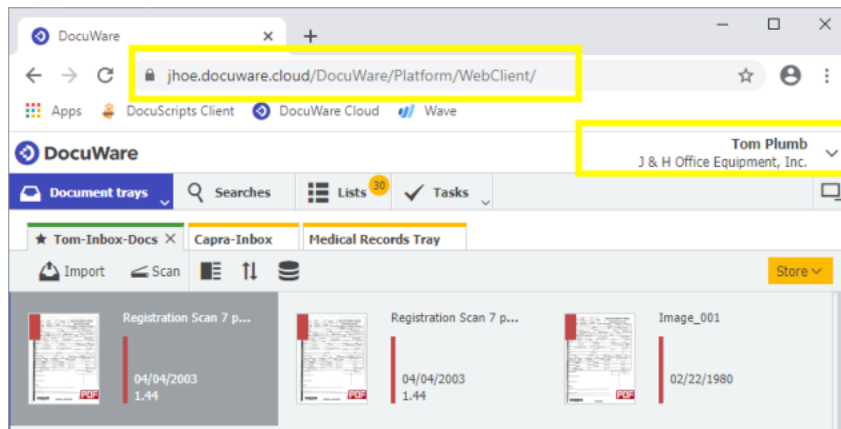 DocuWare
jhoe.docuware.cloud/DocuWare/Platform/WebClient/
Apps DocuScripts Client DocuWare Cloud Wave
DocuWare
Tom Plumb
J & H Office Equipment, Inc.
Document trays Searches Lists 30 Tasks
Tom-Inbox-Docs Capra-Inbox Medical Records Tray
Import Scan Store
Registration Scan 7 p... Registration Scan 7 p... Image_001
04/04/2003 04/04/2003 02/22/1980
1.44 1.44
PDF PDF PDF